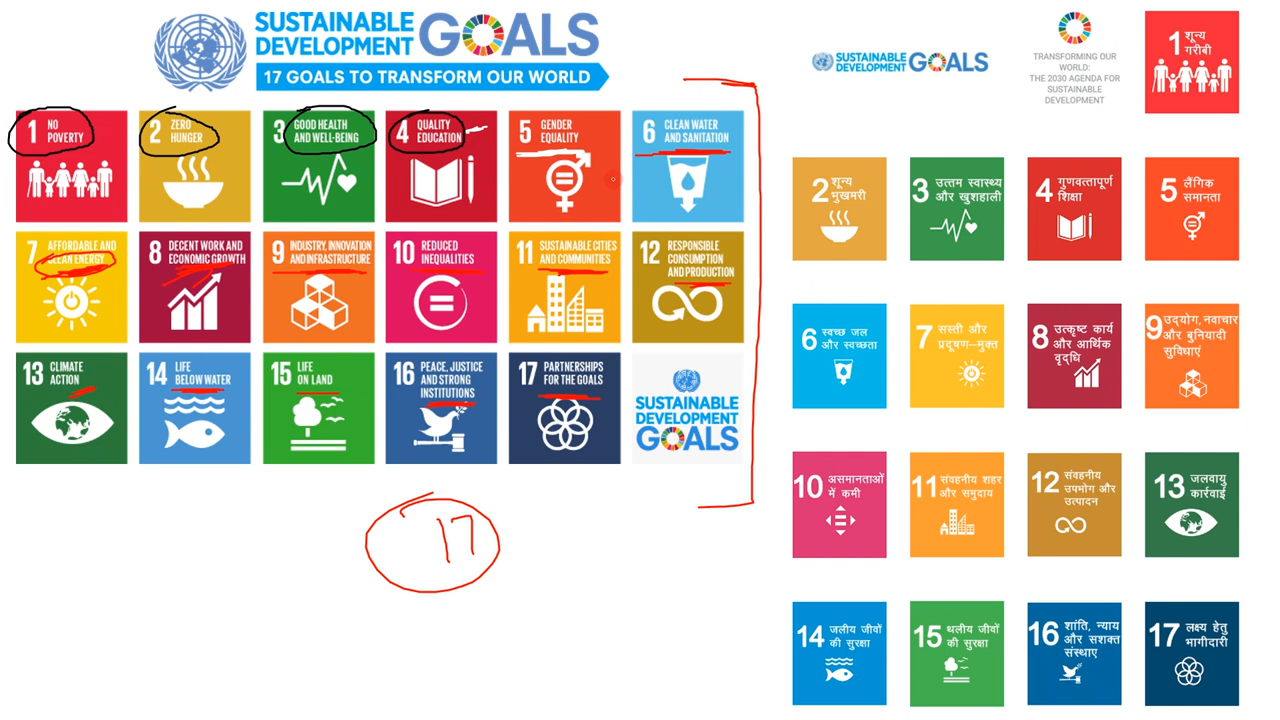 SUSTAINABLE
DEVELOPMENT
GOALS
17 GOALS TO TRANSFORM OUR WORLD
1 NO
POVERTY
2 ZERO
HUNGER
3 GOOD HEALTH
AND WELL-BEING
4 QUALITY
EDUCATION
5 GENDER
EQUALITY
6 CLEAN WATER
AND SANITATION
7 AFFORDABLE AND
CLEAN ENERGY
8 DECENT WORK AND
ECONOMIC GROWTH
9 INDUSTRY, INNOVATION
AND INFRASTRUCTURE
10 REDUCED
INEQUALITIES
11 SUSTAINABLE CITIES
AND COMMUNITIES
12 RESPONSIBLE
CONSUMPTION
AND PRODUCTION
13 CLIMATE
ACTION
14 LIFE
BELOW WATER
15 LIFE
ON LAND
16 PEACE, JUSTICE
AND STRONG
INSTITUTIONS
17 PARTNERSHIPS
FOR THE GOALS
SUSTAINABLE
DEVELOPMENT
GOALS
17
SUSTAINABLE
DEVELOPMENT
GOALS
TRANSFORMING OUR
WORLD:
THE 2030 AGENDA FOR
SUSTAINABLE
DEVELOPMENT
1 शून्य
गरीबी
2 शून्य
भुखमरी
3 उत्तम स्वास्थ्य
और खुशहाली
4 गुणवत्तापूर्ण
शिक्षा
5 लैंगिक
समानता
6 स्वच्छ जल
और स्वच्छता
7 सस्ती और
प्रदूषण–मुक्त
8 उत्कृष्ट कार्य
और आर्थिक
वृद्धि
9 उद्योग, नवाचार
और बुनियादी
सुविधाएं
10 असमानताओं
में कमी
11 संवहनीय शहर
और समुदाय
12 संवहनीय
उपभोग और
उत्पादन
13 जलवायु
कार्रवाई
14 जलीय जीवों
की सुरक्षा
15 थलीय जीवों
की सुरक्षा
16 शांति, न्याय
और सशक्त
संस्थाए
17 लक्ष्य हेतु
भागीदारी